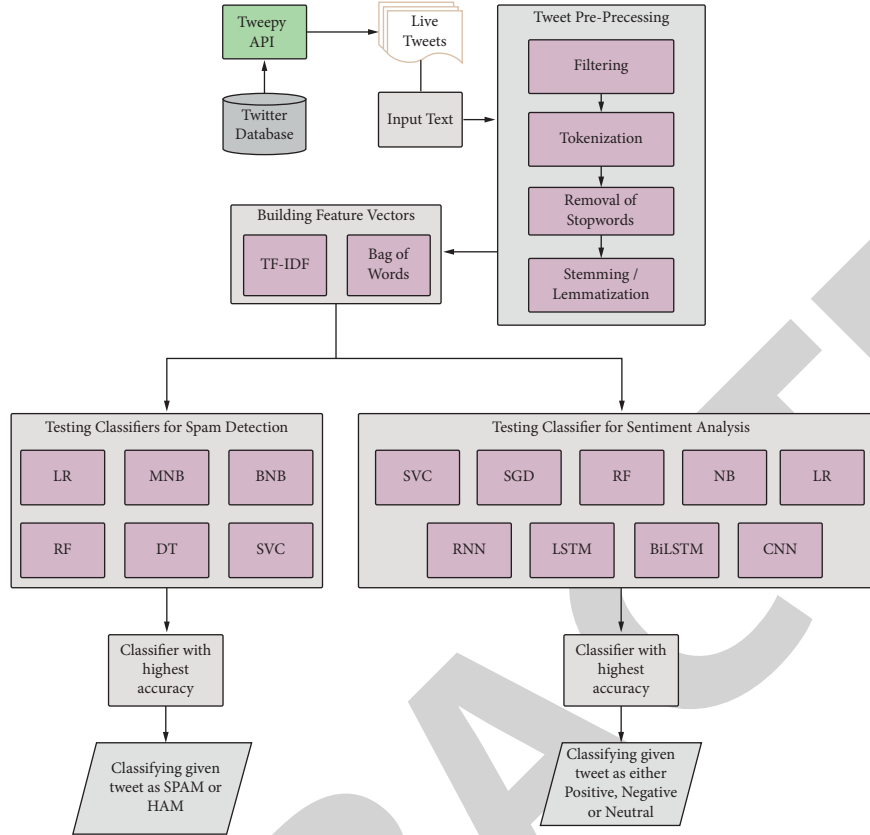 Tweepy
API
Live
Tweets
Twitter
Database
Input Text
Tweet Pre-Precessing
Filtering
Tokenization
Removal of
Stopwords
Stemming /
Lemmatization
Building Feature Vectors
TF-IDF
Bag of
Words
Testing Classifiers for Spam Detection
LR
MNB
BNB
RF
DT
SVC
Classifier with
highest
accuracy
Classifying given
tweet as SPAM or
HAM
Testing Classifier for Sentiment Analysis
SVC
SGD
RF
NB
LR
RNN
LSTM
BiLSTM
CNN
Classifier with
highest
accuracy
Classifying given
tweet as either
Positive, Negative
or Neutral